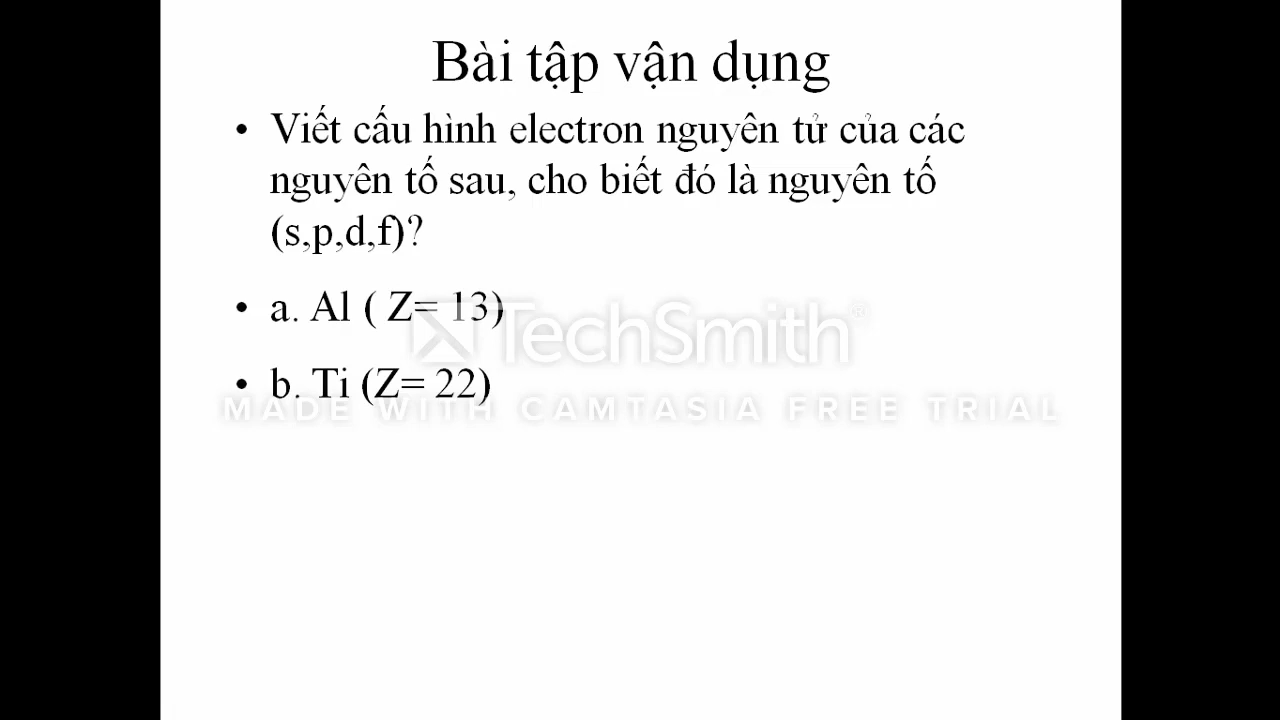 Bài tập vận dụng
• Viết cấu hình electron nguyên tử của các
nguyên tố sau, cho biết đó là nguyên tố
(s,p,d,f)?
• a. Al ( Z= 13)
TechSmith®
• b. Ti (Z= 22)
MADE WITH CAMTASIA FREE TRIAL